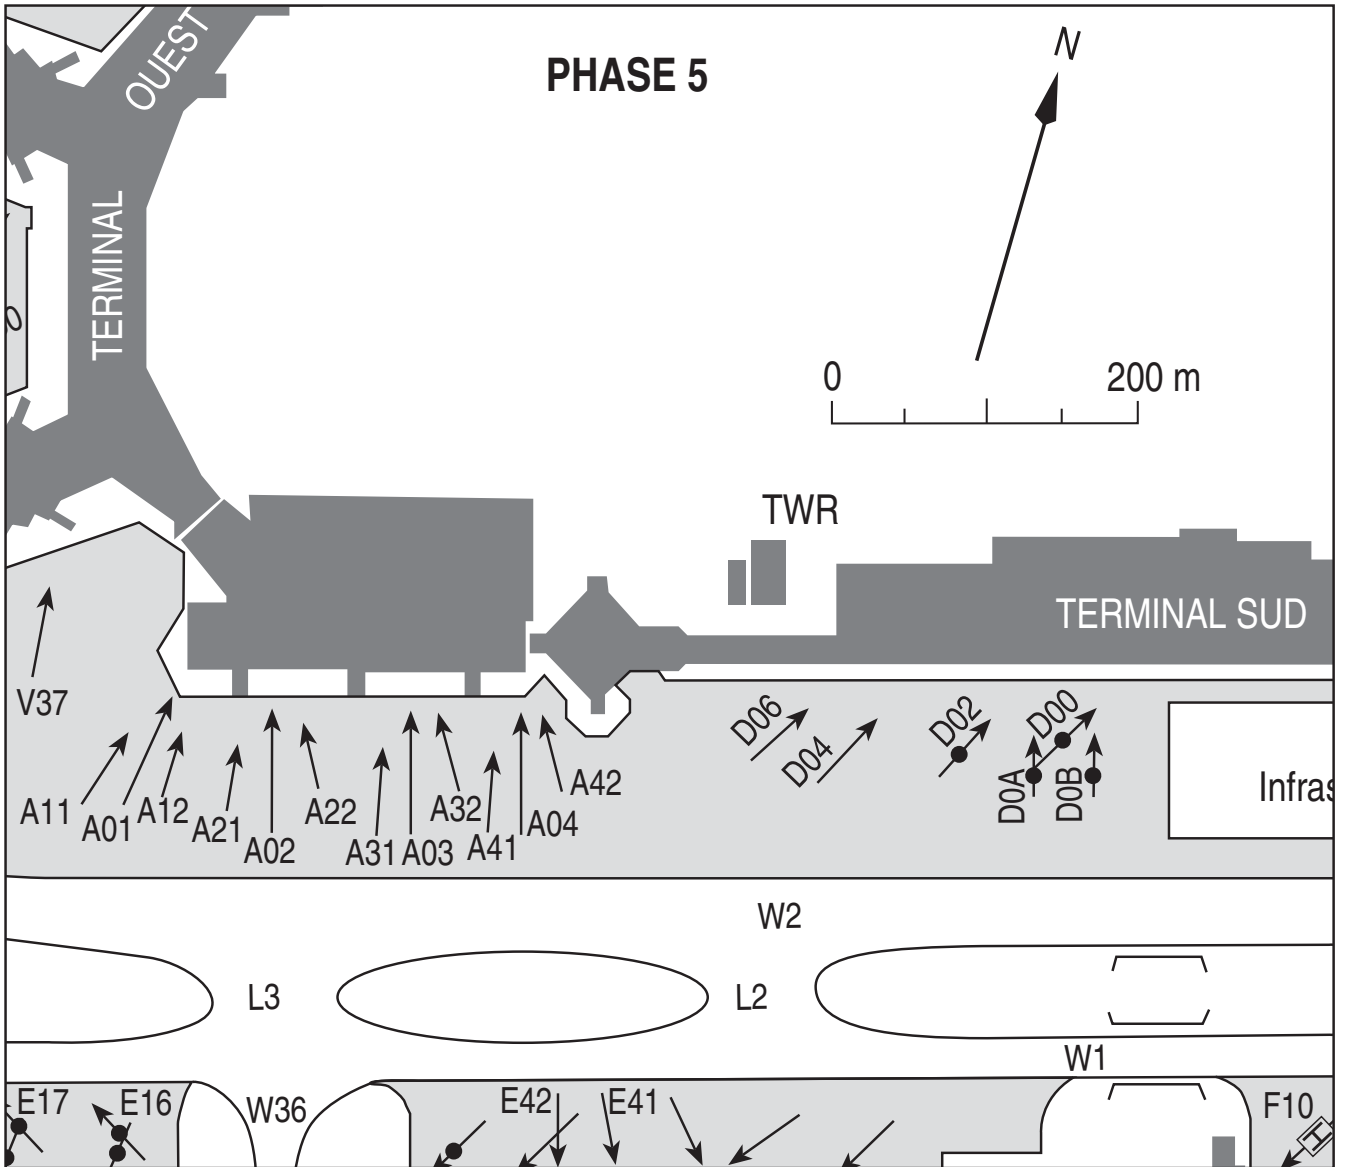 OUEST
PHASE 5
N
TERMINAL
0
200 m
TWR
TERMINAL SUD
V37
D06
D04
D02
D00
D0A
D0B
Infras
A11
A01
A12
A21
A02
A22
A31
A03
A32
A41
A04
A42
W2
L3
L2
W1
E17
E16
W36
E42
E41
F10
H